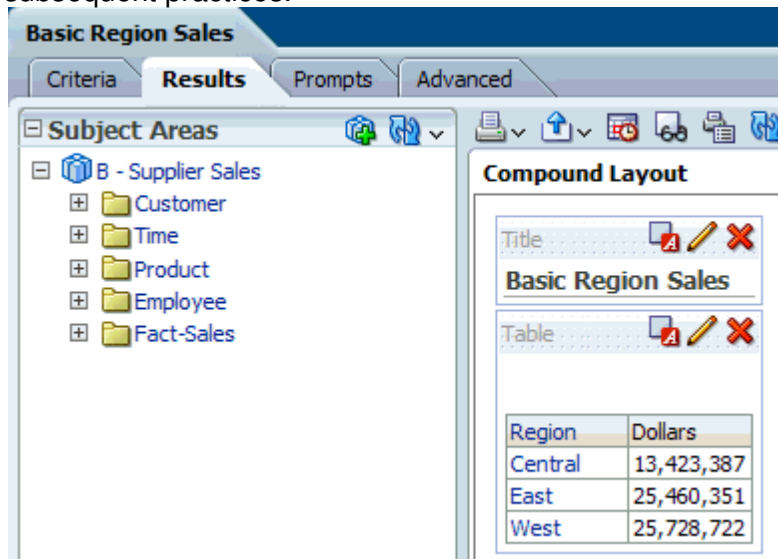 subsequent practices.
Basic Region Sales
Criteria Results Prompts Advanced
Subject Areas
B - Supplier Sales
Customer
Time
Product
Employee
Fact-Sales
Compound Layout
Title
Basic Region Sales
Table
Region Dollars
Central 13,423,387
East 25,460,351
West 25,728,722